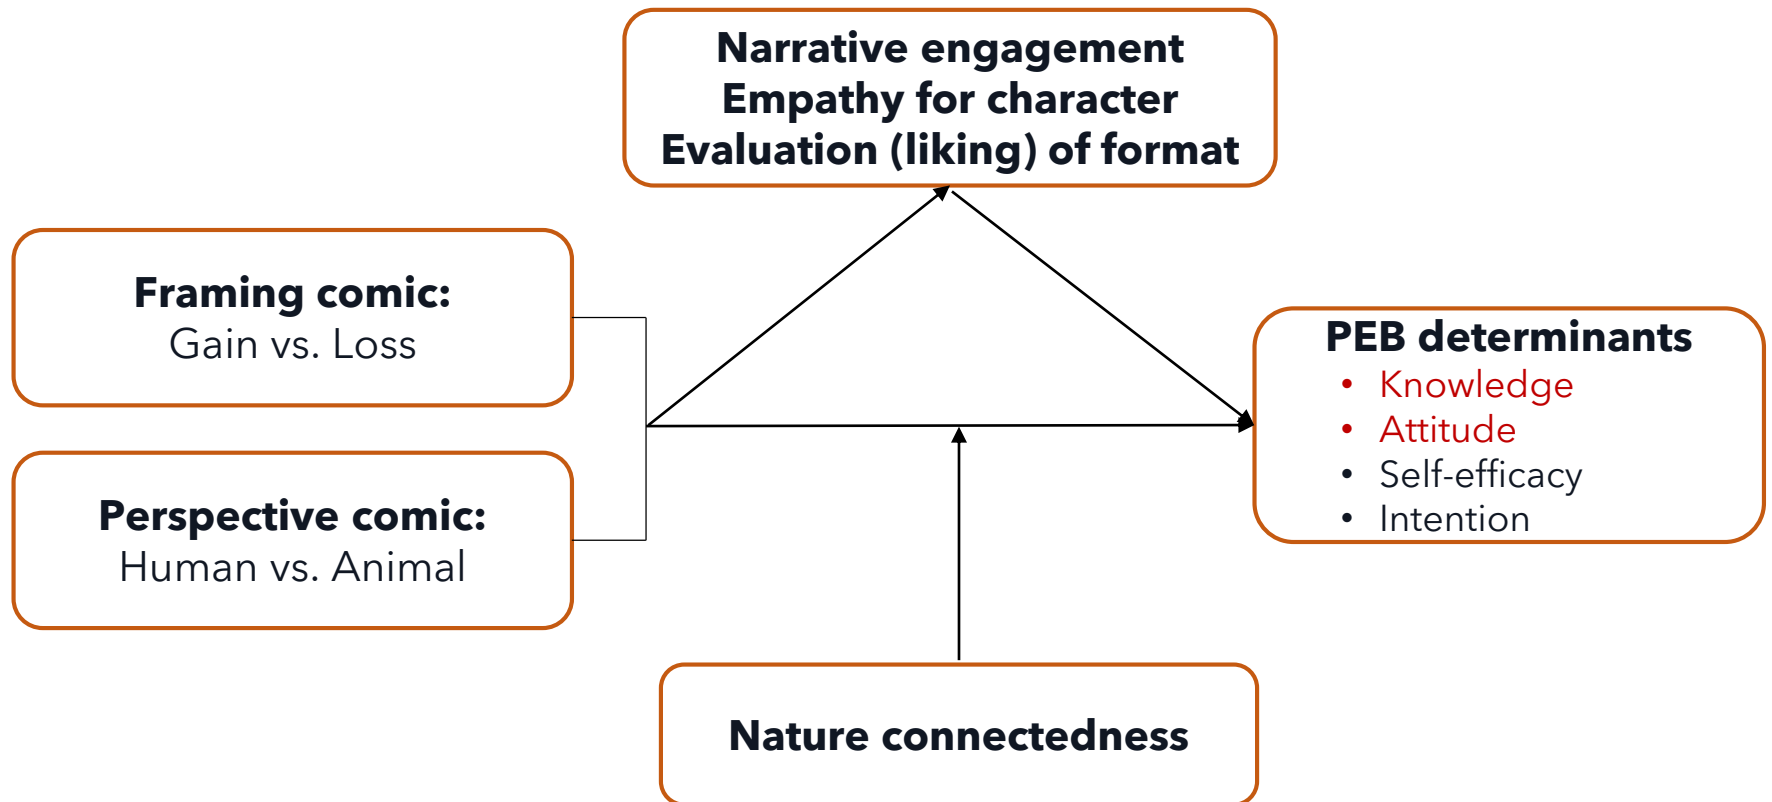 Narrative engagement
Empathy for character
Evaluation (liking) of format
Framing comic:
Gain vs. Loss
Perspective comic:
Human vs. Animal
PEB determinants
• Knowledge
• Attitude
• Self-efficacy
• Intention
Nature connectedness